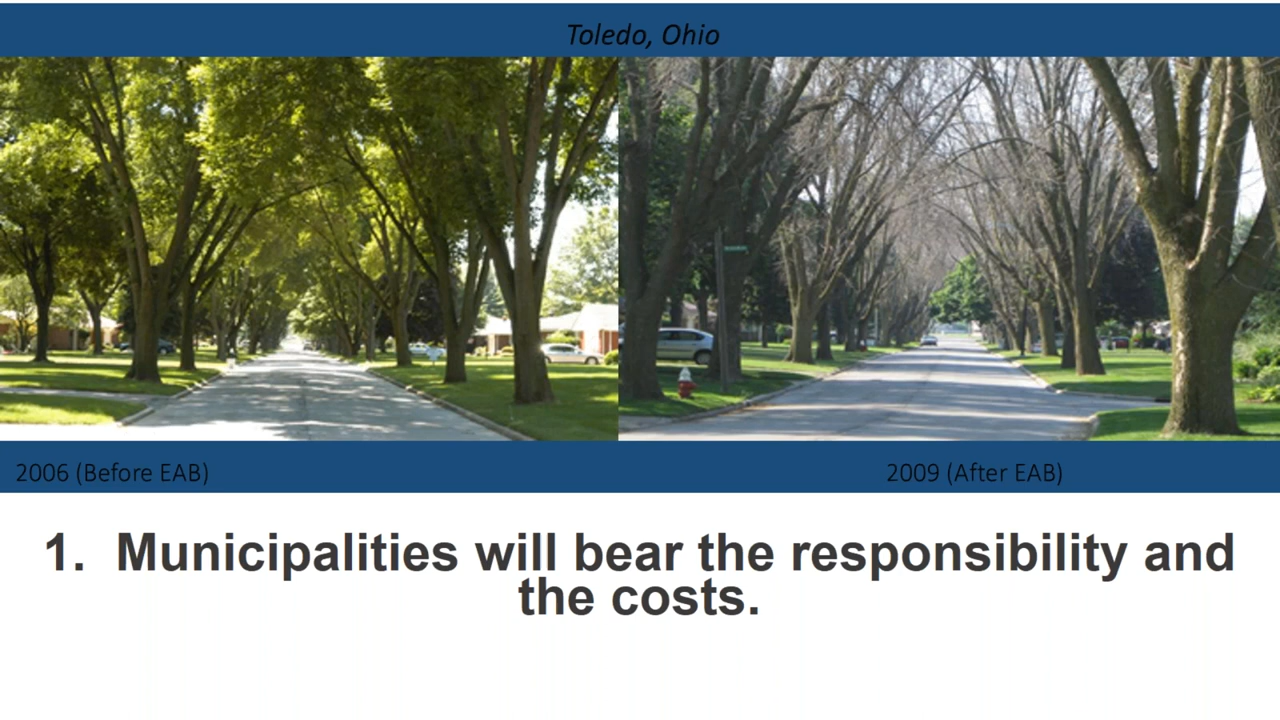 Toledo, Ohio
2006 (Before EAB)
2009 (After EAB)
1. Municipalities will bear the responsibility and
the costs.